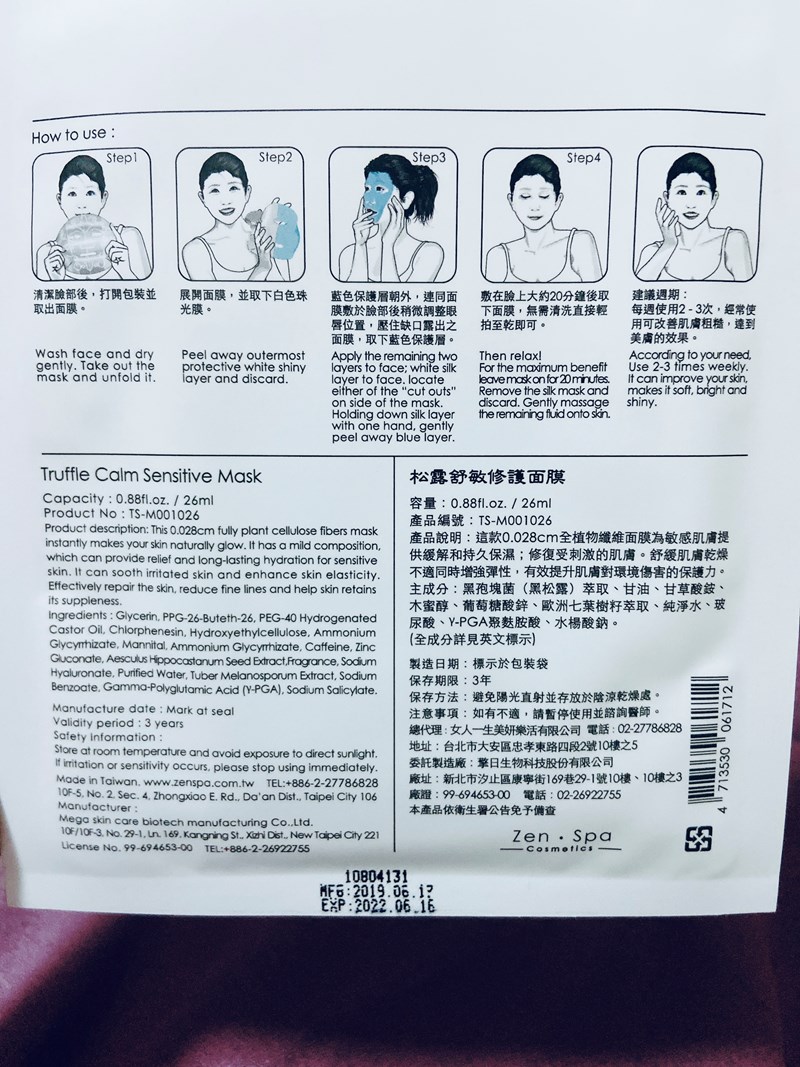 How to use :
Step1
Step2
Step3
Step4
清潔臉部後，打開包裝並
取出面膜。
Wash face and dry
gently. Take out the
mask and unfold it.
展開面膜，並取下白色珠
光膜。
Peel away outermost
protective white shiny
layer and discard.
藍色保護層朝外，連同面
膜敷於臉部後稍微調整眼
唇位置，壓住缺口露出之
面膜，取下藍色保護層。
Apply the remaining two
layers to face; white silk
layer to face. locate
either of the "cut outs"
on side of the mask.
Holding down silk layer
with one hand, gently
peel away blue layer.
敷在臉上大約20分鐘後取
下面膜，無需清洗直接輕
拍至乾即可。
Then relax!
For the maximum benefit
leave mask on for 20 minutes.
Remove the silk mask and
discard. Gently massage
the remaining fluid onto skin.
建議週期：
每週使用2 - 3次，經常使
用可改善肌膚粗糙，達到
美膚的效果。
According to your need,
Use 2-3 times weekly.
It can improve your skin,
makes it soft, bright and
shiny.
Truffle Calm Sensitive Mask
Capacity : 0.88fl.oz. / 26ml
Product No : TS-M001026
Product description: This 0.028cm fully plant cellulose fibers mask
instantly makes your skin naturally glow. It has a mild composition,
which can provide relief and long-lasting hydration for sensitive
skin. It can sooth irritated skin and enhance skin elasticity.
Effectively repair the skin, reduce fine lines and help skin retains
its suppleness.
Ingredients : Glycerin, PPG-26-Buteth-26, PEG-40 Hydrogenated
Castor Oil, Chlorphenesin, Hydroxyethylcellulose, Ammonium
Glycyrrhizate, Mannital, Ammonium Glycyrrhizate, Caffeine, Zinc
Gluconate, Aesculus Hippocastanum Seed Extract,Fragrance, Sodium
Hyaluronate, Purified Water, Tuber Melanosporum Extract, Sodium
Benzoate, Gamma-Polyglutamic Acid (Y-PGA), Sodium Salicylate.
Manufacture date : Mark at seal
Validity period : 3 years
Safety Information :
Store at room temperature and avoid exposure to direct sunlight.
If irritation or sensitivity occurs, please stop using immediately.
Made in Taiwan. www.zenspa.com.tw TEL:+886-2-27786828
10F-5, No. 2, Sec. 4, Zhongxiao E. Rd., Da'an Dist., Taipei City 106
Manufacturer :
Mega skin care biotech manufacturing Co.,Ltd.
10F/10F-3, No. 29-1, Ln. 169, Kangning St., Xizhi Dist., New Taipei City 221
License No. 99-694653-00 TEL:+886-2-26922755
松露舒敏修護面膜
容量：0.88fl.oz. / 26ml
產品編號：TS-M001026
產品說明：這款0.028cm全植物纖維面膜為敏感肌膚提
供緩解和持久保濕；修復受刺激的肌膚。舒緩肌膚乾燥
不適同時增強彈性，有效提升肌膚對環境傷害的保護力。
主成分：黑孢塊菌（黑松露）萃取、甘油、甘草酸銨、
木蜜醇、葡萄糖酸鋅、歐洲七葉樹籽萃取、純淨水、玻
尿酸、Y-PGA聚麩胺酸、水楊酸鈉。
(全成分詳見英文標示)
製造日期：標示於包裝袋
保存期限：3年
保存方法：避免陽光直射並存放於陰涼乾燥處。
注意事項：如有不適，請暫停使用並諮詢醫師。
總代理：女人一生美妍樂活有限公司 電話：02-27786828
地址：台北市大安區忠孝東路四段2號10樓之5
委託製造廠：擎日生物科技股份有限公司
廠址：新北市汐止區康寧街169巷29-1號10樓、10樓之3
廠證：99-694653-00 電話：02-26922755
本產品依衛生署公告免予備查
4 713530 061712
Zen · Spa
Cosmetics
10804131
MFG:2019.06.17
EXP:2022.06.16